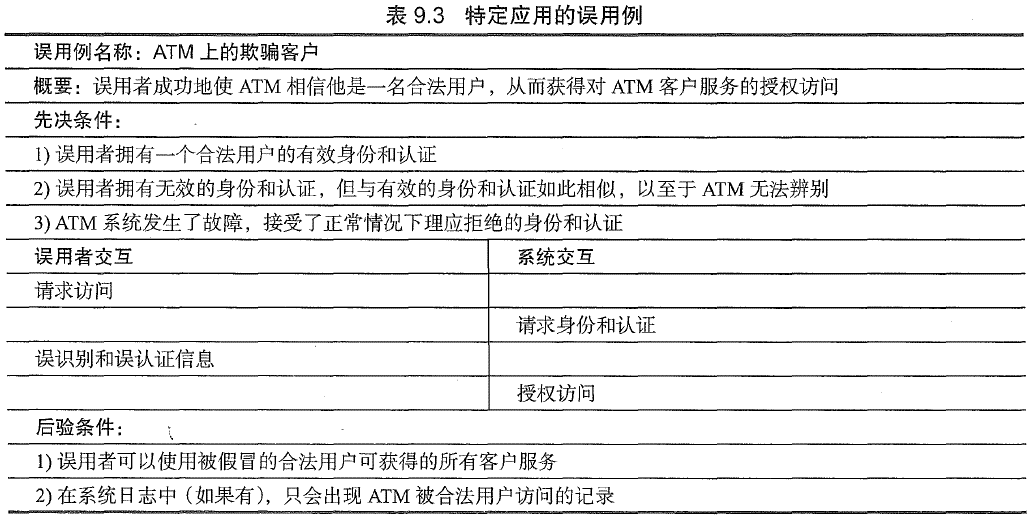 表 9.3 特定应用的误用例
误用例名称：ATM 上的欺骗客户
概要：误用者成功地使 ATM 相信他是一名合法用户，从而获得对 ATM 客户服务的授权访问
先决条件：
1) 误用者拥有一个合法用户的有效身份和认证
2) 误用者拥有无效的身份和认证，但与有效的身份和认证如此相似，以至于 ATM 无法辨别
3) ATM 系统发生了故障，接受了正常情况下理应拒绝的身份和认证
误用者交互 系统交互
请求访问
请求身份和认证
误识别和误认证信息
授权访问
后验条件：
1) 误用者可以使用被假冒的合法用户可获得的所有客户服务
2) 在系统日志中（如果有），只会出现 ATM 被合法用户访问的记录